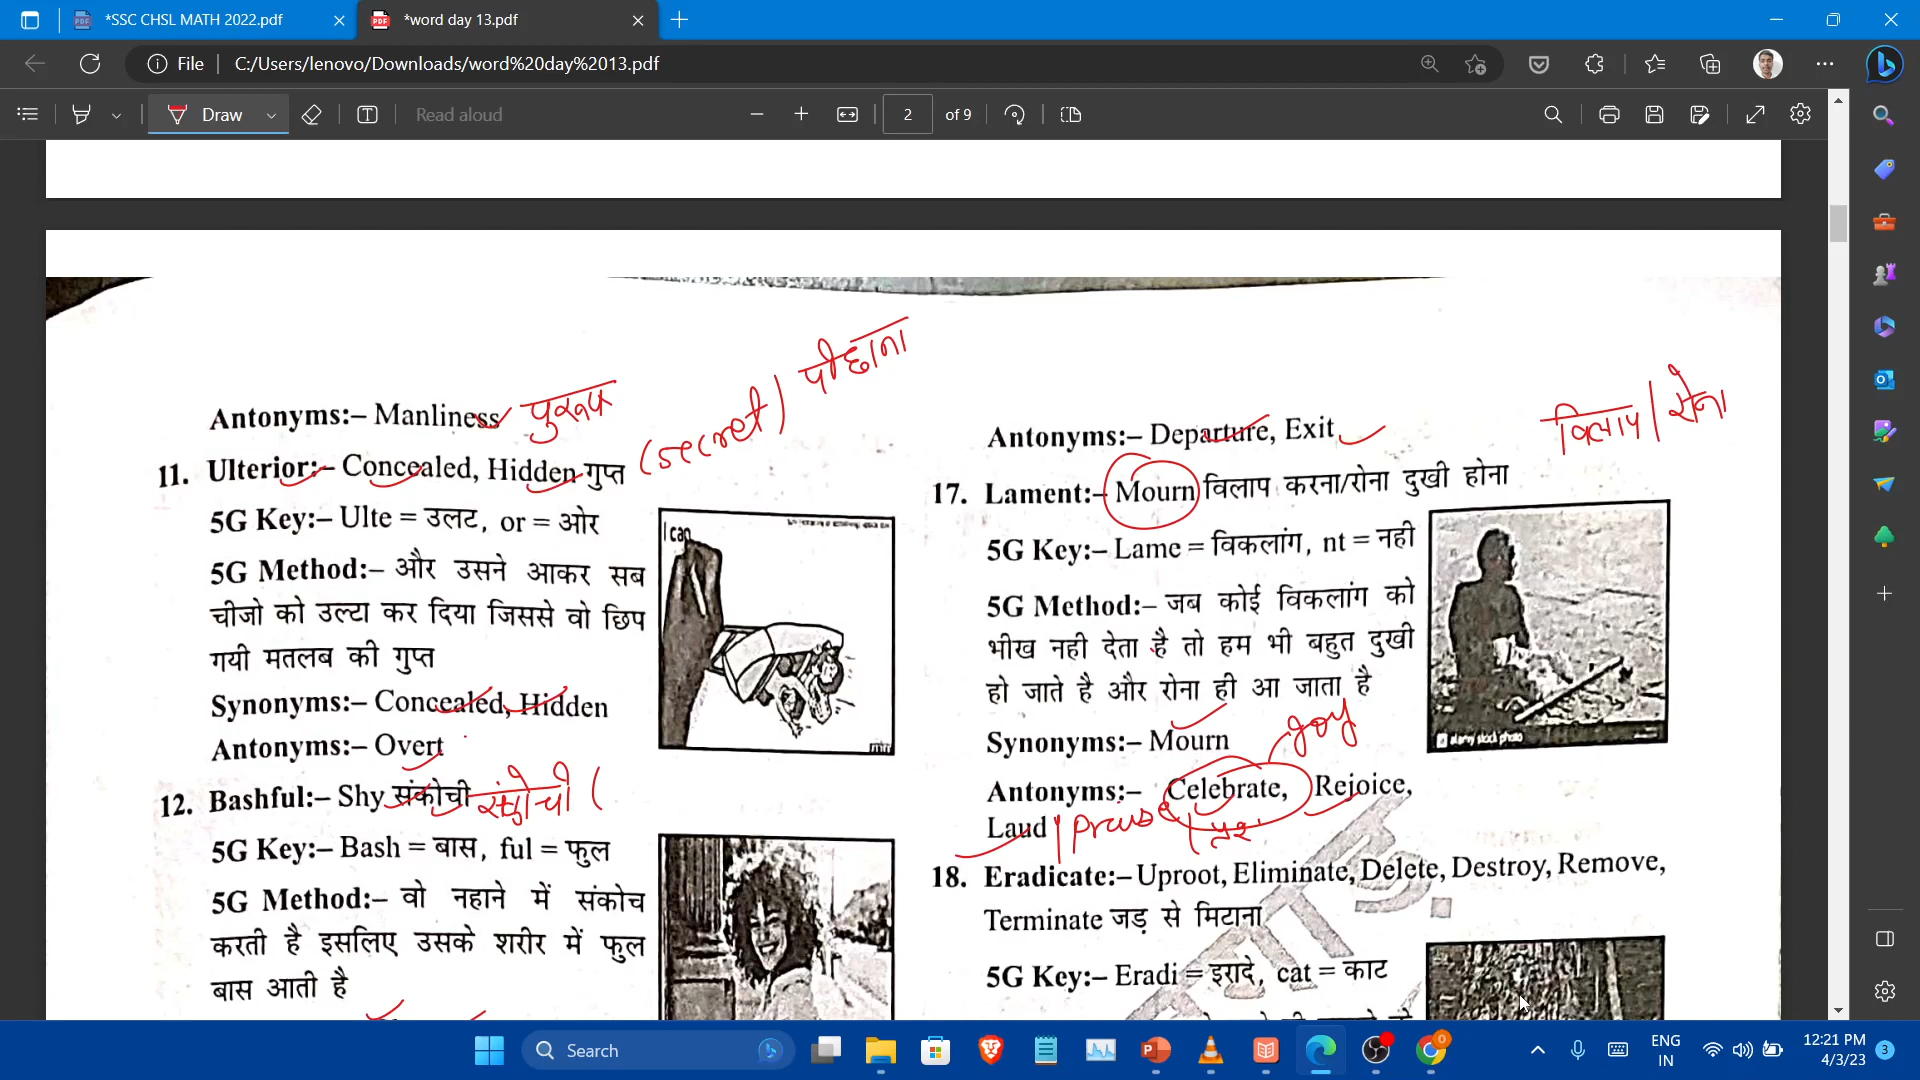 *SSC CHSL MATH 2022.pdf
*word day 13.pdf
File
C:/Users/lenovo/Downloads/word%20day%2013.pdf
Draw
Read aloud
2
of 9
Antonyms:– Manliness
11. Ulterior:– Concealed, Hidden गुप्त
(secret)
5G Key:– Ulte = उलट, or = ओर
5G Method:– और उसने आकर सब
चीजो को उल्टा कर दिया जिससे वो छिप
गयी मतलब की गुप्त
Synonyms:– Concealed, Hidden
Antonyms:– Overt
I can
12. Bashful:– Shy संकोची
5G Key:– Bash = बास, ful = फुल
5G Method:– वो नहाने में संकोच
करती है इसलिए उसके शरीर में फुल
बास आती है
Antonyms:– Departure, Exit
विलाप/रोना
17. Lament:– Mourn विलाप करना/रोना दुखी होना
5G Key:– Lame = विकलांग, nt = नही
5G Method:– जब कोई विकलांग को
भीख नही देता है तो हम भी बहुत दुखी
हो जाते है और रोना ही आ जाता है
alamy stock photo
Synonyms:– Mourn
Antonyms:– Celebrate, Rejoice,
Laud
praise
18. Eradicate:– Uproot, Eliminate, Delete, Destroy, Remove,
Terminate जड़ से मिटाना
5G Key:– Eradi = इरादे, cat = काट
Search
ENG
IN
12:21 PM
4/3/23
3